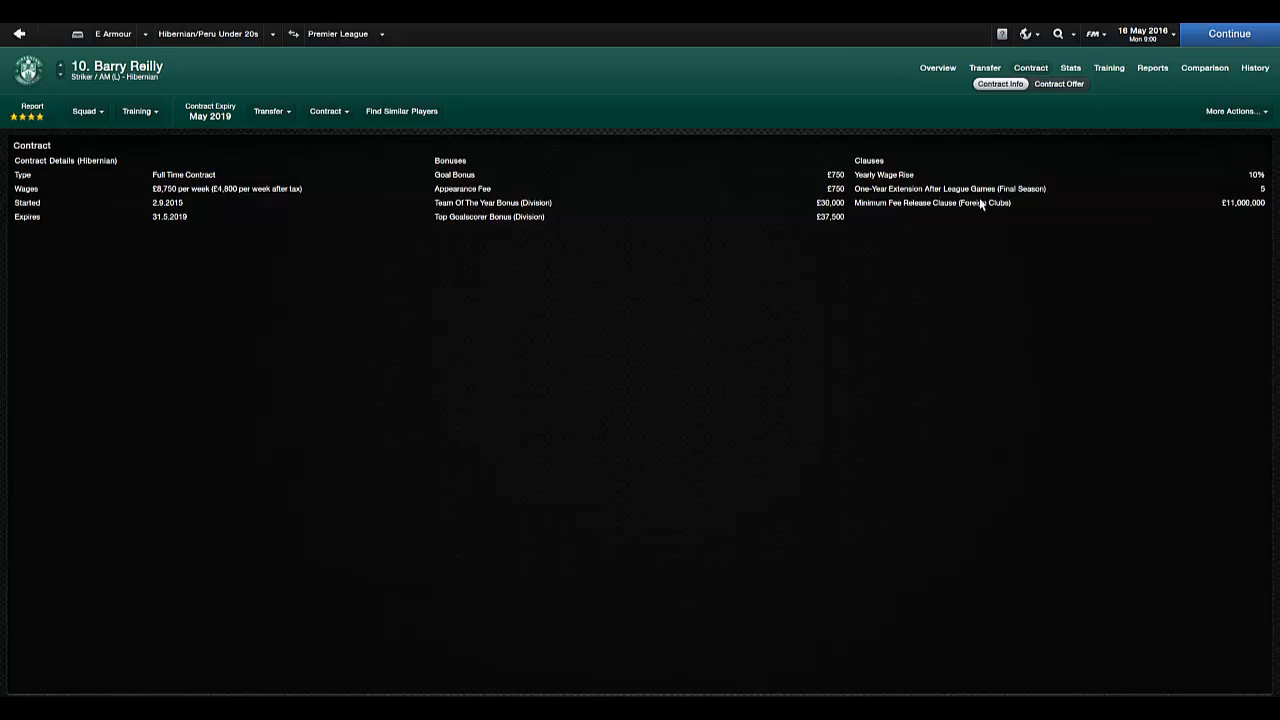 E Armour
Hibernian/Peru Under 20s
Premier League
FM
16 May 2016
Mon 9:00
Continue
10. Barry Reilly
Striker / AM (L) - Hibernian
Overview
Transfer
Contract
Stats
Training
Reports
Comparison
History
Contract Info
Contract Offer
Report
Squad
Training
Contract Expiry
May 2019
Transfer
Contract
Find Similar Players
More Actions...
Contract
Contract Details (Hibernian)
Type Full Time Contract
Wages £8,750 per week (£4,800 per week after tax)
Started 2.9.2015
Expires 31.5.2019
Bonuses
Goal Bonus £750
Appearance Fee £750
Team Of The Year Bonus (Division) £30,000
Top Goalscorer Bonus (Division) £37,500
Clauses
Yearly Wage Rise 10%
One-Year Extension After League Games (Final Season) 5
Minimum Fee Release Clause (Foreign Clubs) £11,000,000